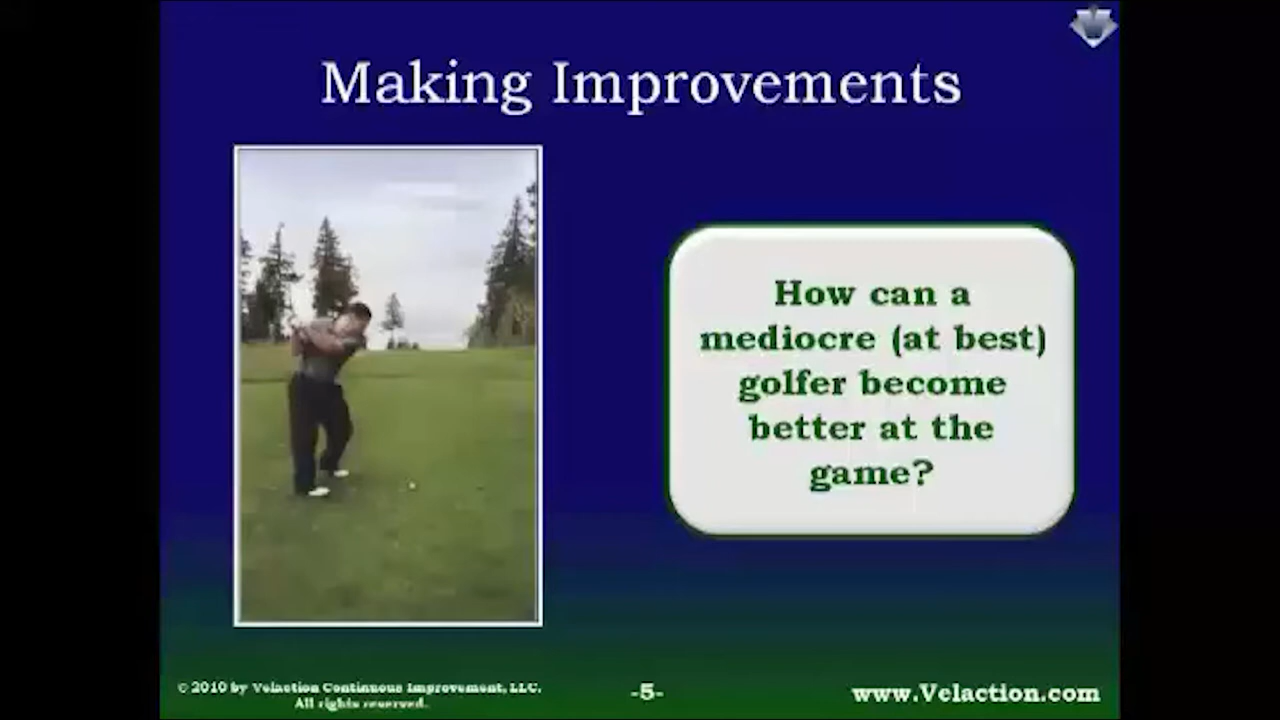 Making Improvements
How can a
mediocre (at best)
golfer become
better at the
game?
© 2010 by Velaction Continuous Improvement, LLC.
All rights reserved.
-5-
www.Velaction.com